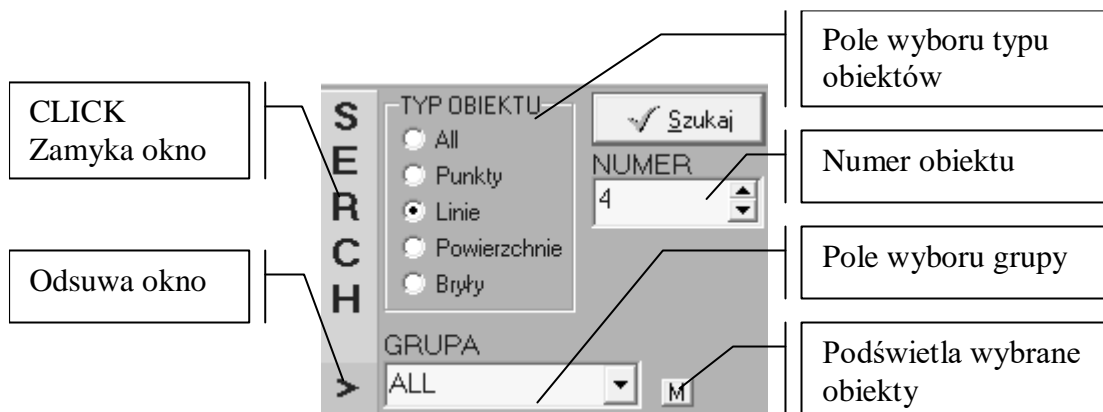 CLICK
Zamyka okno
Odsuwa okno
S
E
R
C
H
>
TYP OBIEKTU
All
Punkty
Linie
Powierzchnie
Bryły
Szukaj
NUMER
4
GRUPA
ALL
M
Pole wyboru typu
obiektów
Numer obiektu
Pole wyboru grupy
Podświetla wybrane
obiekty